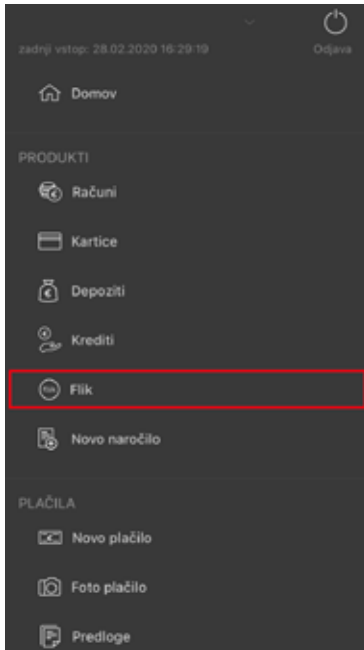 zadnji vstop: 28.02.2020 16:29:19
Odjava
Domov
PRODUKTI
Računi
Kartice
Depoziti
Krediti
Flik
Novo naročilo
PLAČILA
Novo plačilo
Foto plačilo
Predloge